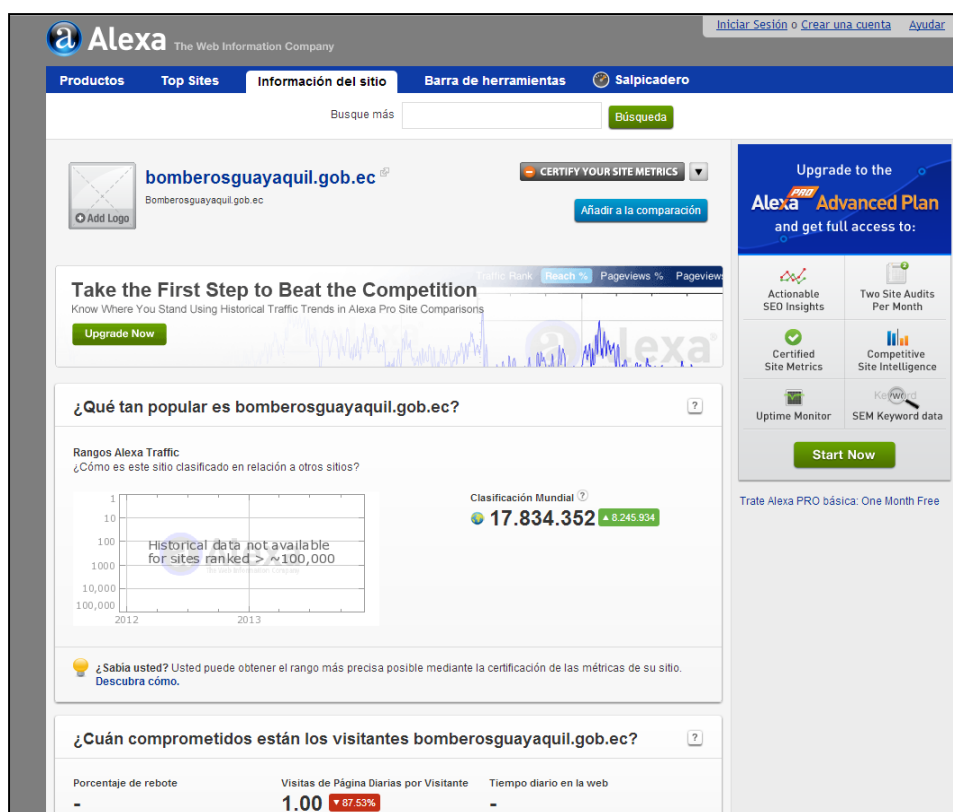 Iniciar Sesión o Crear una cuenta Ayudar
a Alexa The Web Information Company
Productos Top Sites Información del sitio Barra de herramientas Salpicadero
Busque más Búsqueda
bomberosguayaquil.gob.ec
Bomberosguayaquil.gob.ec
Add Logo
CERTIFY YOUR SITE METRICS
Añadir a la comparación
Traffic Rank Reach % Pageviews % Pageviews
Take the First Step to Beat the Competition
Know Where You Stand Using Historical Traffic Trends in Alexa Pro Site Comparisons
Upgrade Now
¿Qué tan popular es bomberosguayaquil.gob.ec? ?
Rangos Alexa Traffic
¿Cómo es este sitio clasificado en relación a otros sitios?
1
10
100
1000
10,000
100,000
2012 2013
Historical data not available
for sites ranked > ~100,000
Clasificación Mundial ?
17.834.352 ▲ 8.245.934
¿Sabia usted? Usted puede obtener el rango más precisa posible mediante la certificación de las métricas de su sitio.
Descubra cómo.
¿Cuán comprometidos están los visitantes bomberosguayaquil.gob.ec? ?
Porcentaje de rebote Visitas de Página Diarias por Visitante Tiempo diario en la web
- 1.00 ▼ 87.53% -
Upgrade to the
Alexa PRO Advanced Plan
and get full access to:
Actionable
SEO Insights
Two Site Audits
Per Month
Certified
Site Metrics
Competitive
Site Intelligence
Uptime Monitor
Keyword
SEM Keyword data
Start Now
Trate Alexa PRO básica: One Month Free